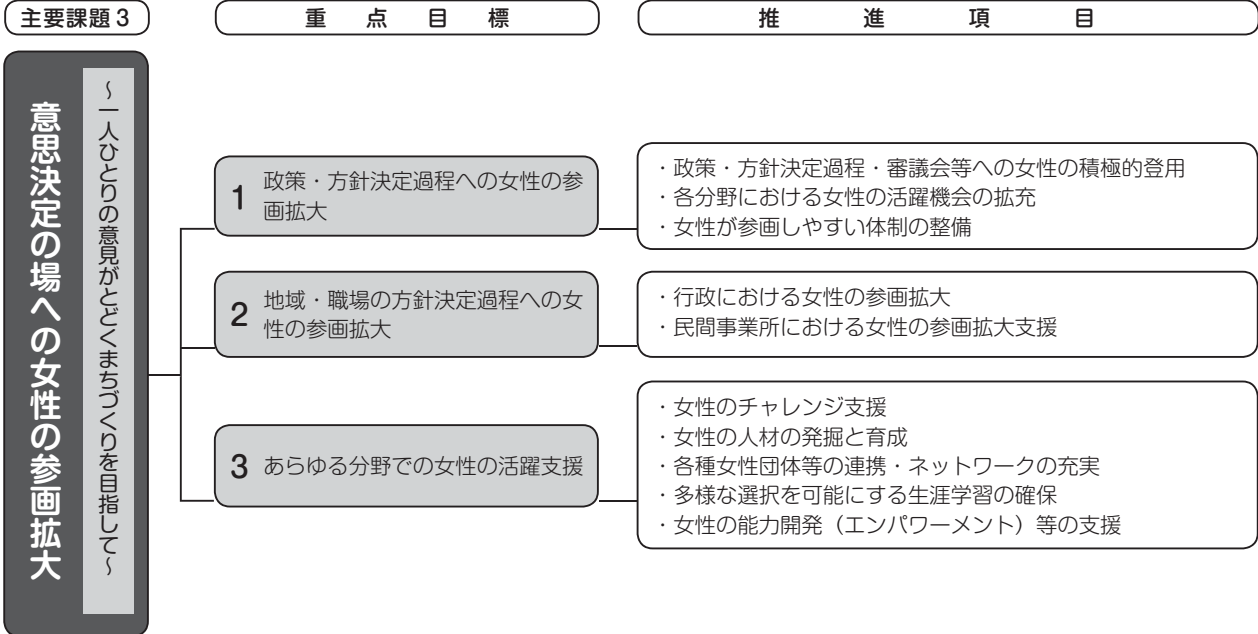 主要課題3
重点目標
推進項目
意思決定の場への女性の参画拡大
～一人ひとりの意見がとどくまちづくりを目指して～
1 政策・方針決定過程への女性の参
画拡大
・政策・方針決定過程・審議会等への女性の積極的登用
・各分野における女性の活躍機会の拡充
・女性が参画しやすい体制の整備
2 地域・職場の方針決定過程への女
性の参画拡大
・行政における女性の参画拡大
・民間事業所における女性の参画拡大支援
3 あらゆる分野での女性の活躍支援
・女性のチャレンジ支援
・女性の人材の発掘と育成
・各種女性団体等の連携・ネットワークの充実
・多様な選択を可能にする生涯学習の確保
・女性の能力開発（エンパワーメント）等の支援